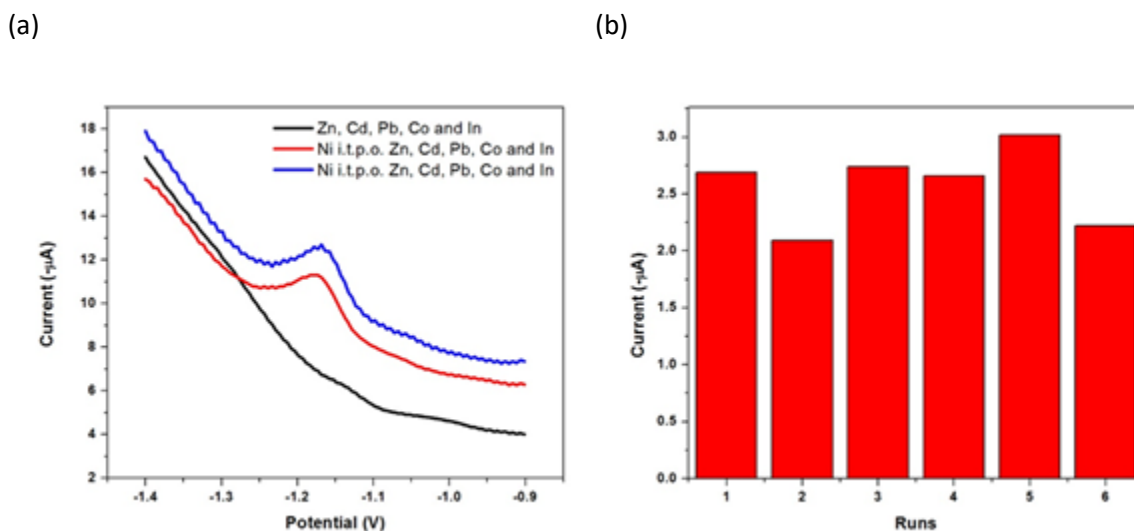 (a)
(b)
Zn, Cd, Pb, Co and In
Ni i.t.p.o. Zn, Cd, Pb, Co and In
Ni i.t.p.o. Zn, Cd, Pb, Co and In
18
16
14
12
10
8
6
4
2
Current (-µA)
-1.4 -1.3 -1.2 -1.1 -1.0 -0.9
Potential (V)
3.0
2.5
2.0
1.5
1.0
0.5
0.0
Current (-µA)
1 2 3 4 5 6
Runs